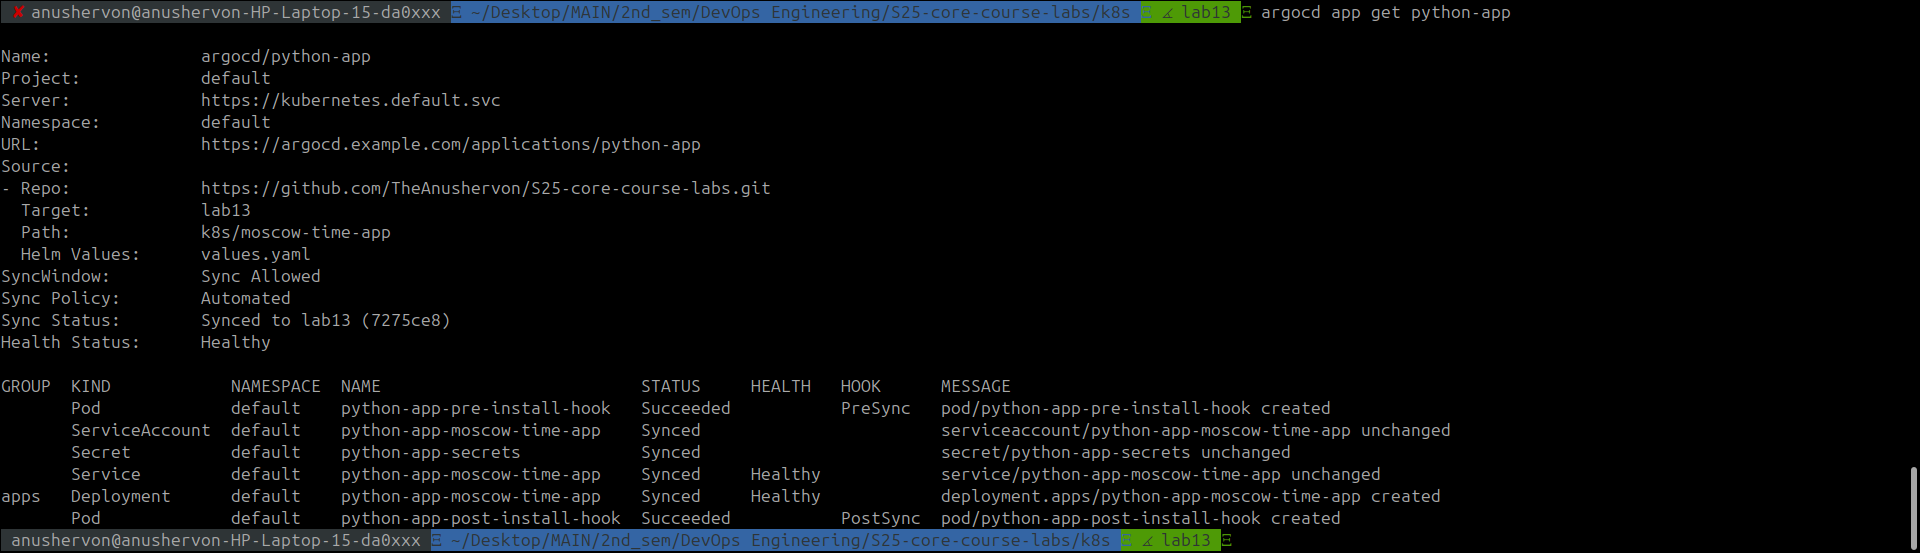 ✘ anushervon@anushervon-HP-Laptop-15-da0xxx Ξ ~/Desktop/MAIN/2nd_sem/DevOps Engineering/S25-core-course-labs/k8s Ξ ∡ lab13 Ξ argocd app get python-app
Name: argocd/python-app
Project: default
Server: https://kubernetes.default.svc
Namespace: default
URL: https://argocd.example.com/applications/python-app
Source:
- Repo: https://github.com/TheAnushervon/S25-core-course-labs.git
Target: lab13
Path: k8s/moscow-time-app
Helm Values: values.yaml
SyncWindow: Sync Allowed
Sync Policy: Automated
Sync Status: Synced to lab13 (7275ce8)
Health Status: Healthy
GROUP KIND NAMESPACE NAME STATUS HEALTH HOOK MESSAGE
Pod default python-app-pre-install-hook Succeeded PreSync pod/python-app-pre-install-hook created
ServiceAccount default python-app-moscow-time-app Synced serviceaccount/python-app-moscow-time-app unchanged
Secret default python-app-secrets Synced secret/python-app-secrets unchanged
Service default python-app-moscow-time-app Synced Healthy service/python-app-moscow-time-app unchanged
apps Deployment default python-app-moscow-time-app Synced Healthy deployment.apps/python-app-moscow-time-app created
Pod default python-app-post-install-hook Succeeded PostSync pod/python-app-post-install-hook created
anushervon@anushervon-HP-Laptop-15-da0xxx Ξ ~/Desktop/MAIN/2nd_sem/DevOps Engineering/S25-core-course-labs/k8s Ξ ∡ lab13 Ξ